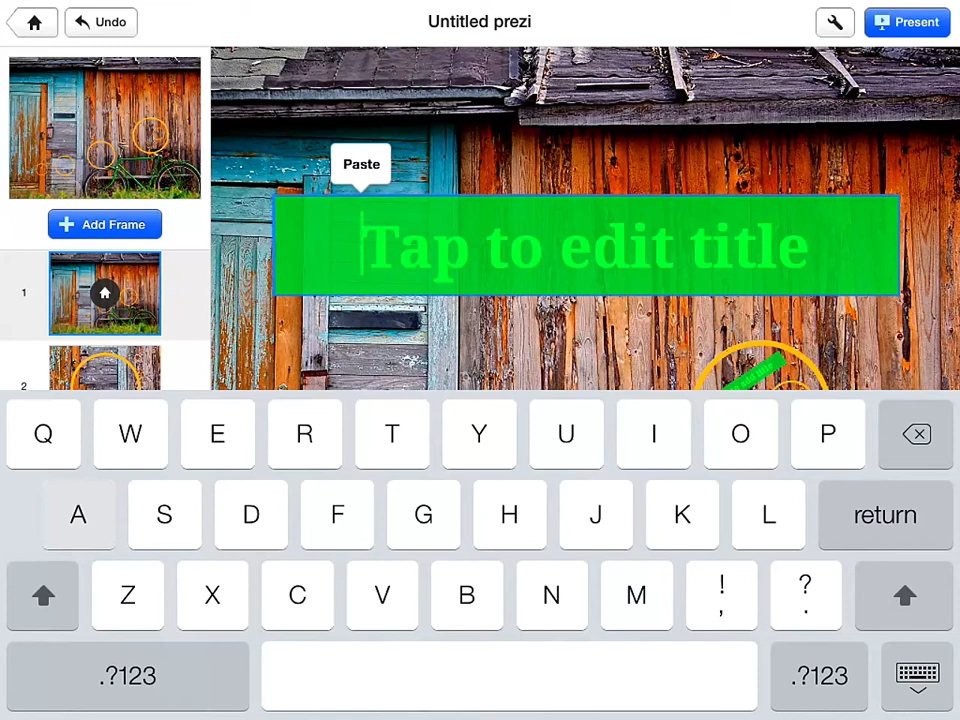 Undo
Untitled prezi
Present
Paste
Add Frame
Tap to edit title
1
2
Q W E R T Y U I O P
A S D F G H J K L return
Z X C V B N M ! , ? .
.?123 .?123